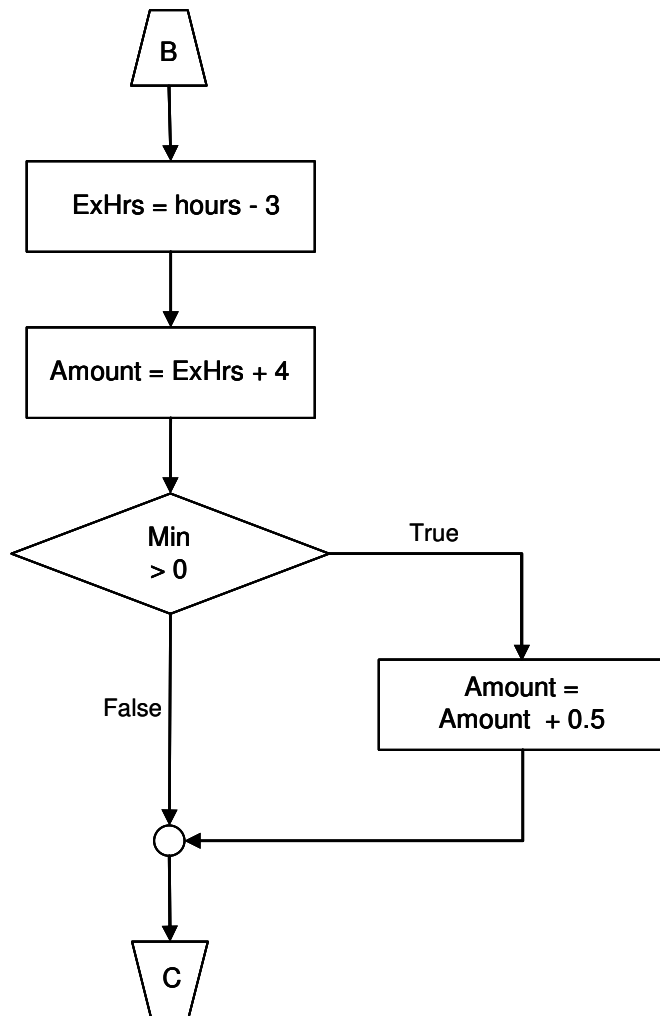 B
ExHrs = hours - 3
Amount = ExHrs + 4
Min
> 0
True
False
Amount =
Amount + 0.5
C